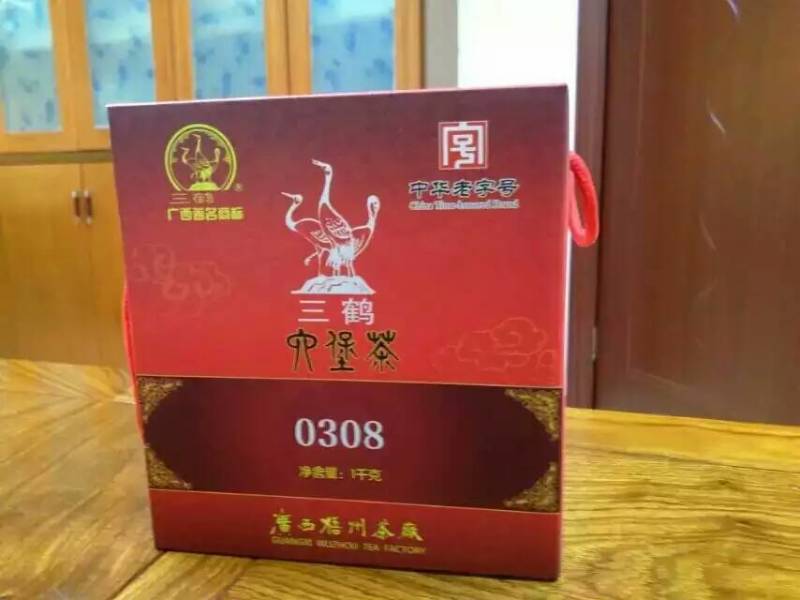 三鹤®
广西著名商标
中华老字号
China Time-honored Brand
三鹤
六堡茶
0308
净含量：1千克
广西梧州茶厂
GUANGXI WUZHOU TEA FACTORY